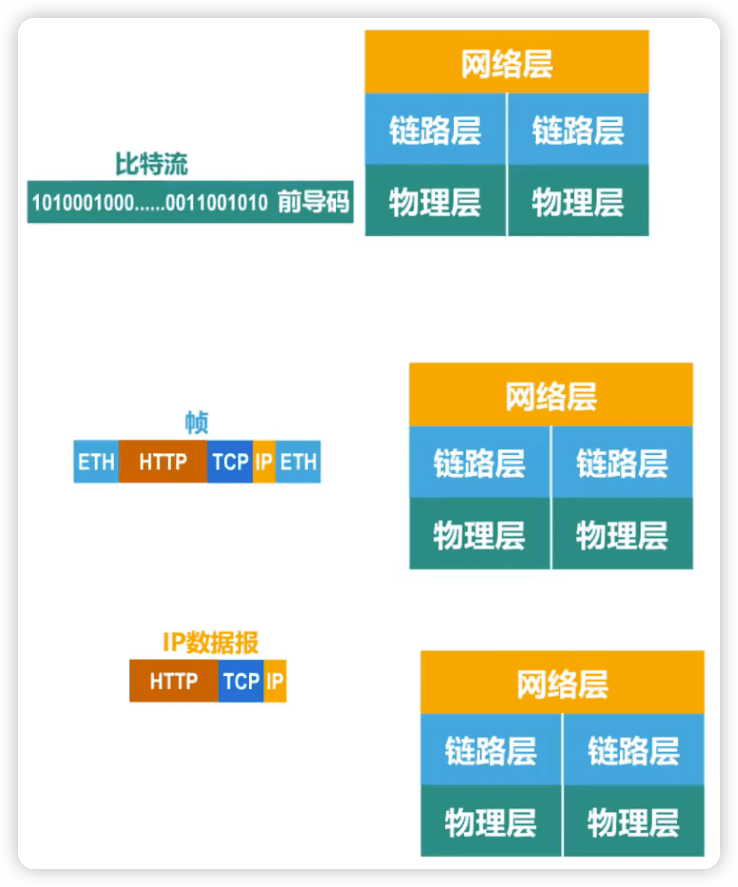 网络层
链路层 链路层
比特流
1010001000......0011001010 前导码
物理层 物理层
网络层
帧
链路层 链路层
ETH HTTP TCP IP ETH
物理层 物理层
IP数据报
网络层
HTTP TCP IP
链路层 链路层
物理层 物理层